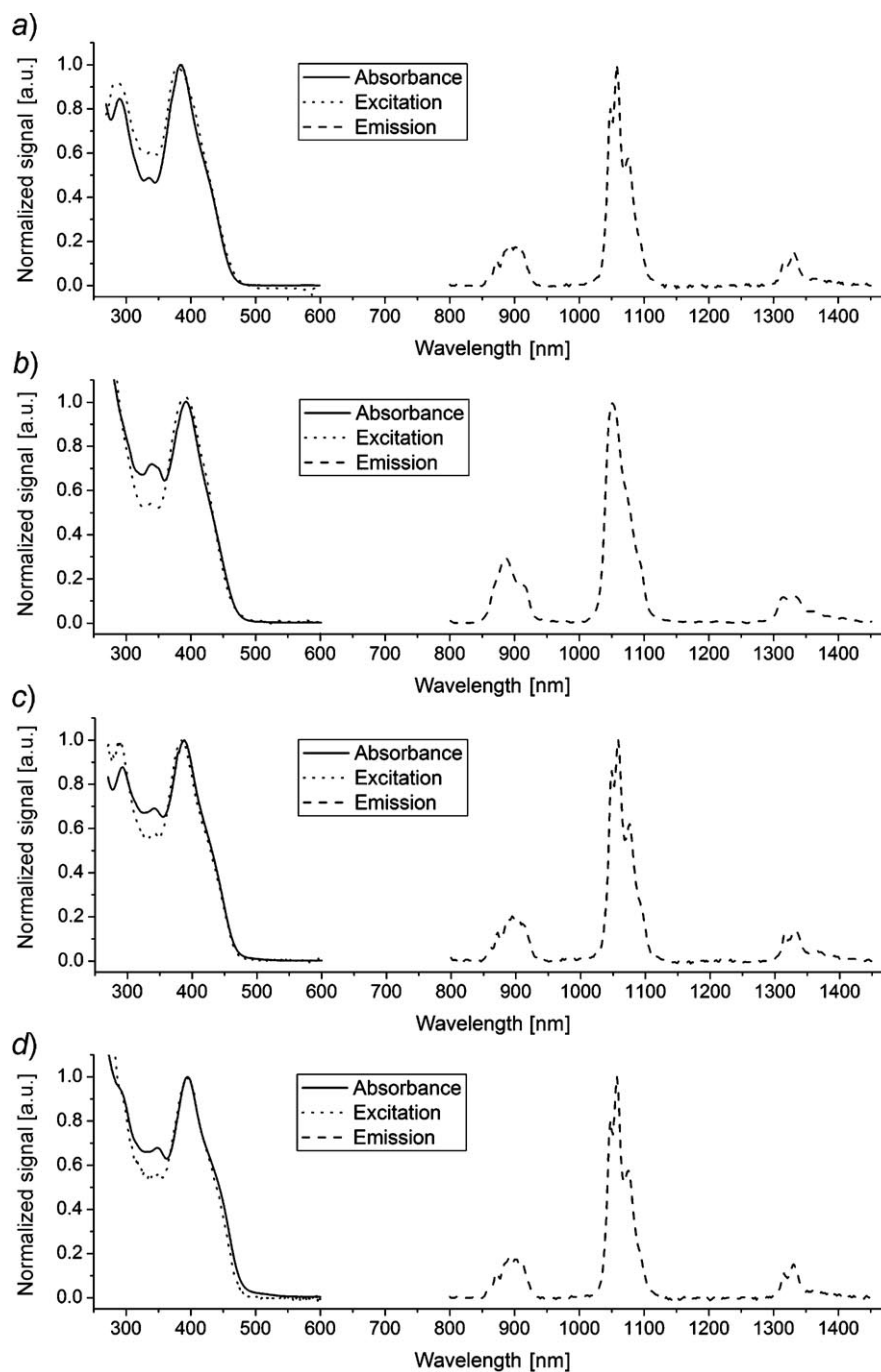 a)
Normalized signal [a.u.]
1.0
0.8
0.6
0.4
0.2
0.0
Absorbance
Excitation
Emission
300 400 500 600 700 800 900 1000 1100 1200 1300 1400
Wavelength [nm]
b)
Normalized signal [a.u.]
1.0
0.8
0.6
0.4
0.2
0.0
Absorbance
Excitation
Emission
300 400 500 600 700 800 900 1000 1100 1200 1300 1400
Wavelength [nm]
c)
Normalized signal [a.u.]
1.0
0.8
0.6
0.4
0.2
0.0
Absorbance
Excitation
Emission
300 400 500 600 700 800 900 1000 1100 1200 1300 1400
Wavelength [nm]
d)
Normalized signal [a.u.]
1.0
0.8
0.6
0.4
0.2
0.0
Absorbance
Excitation
Emission
300 400 500 600 700 800 900 1000 1100 1200 1300 1400
Wavelength [nm]